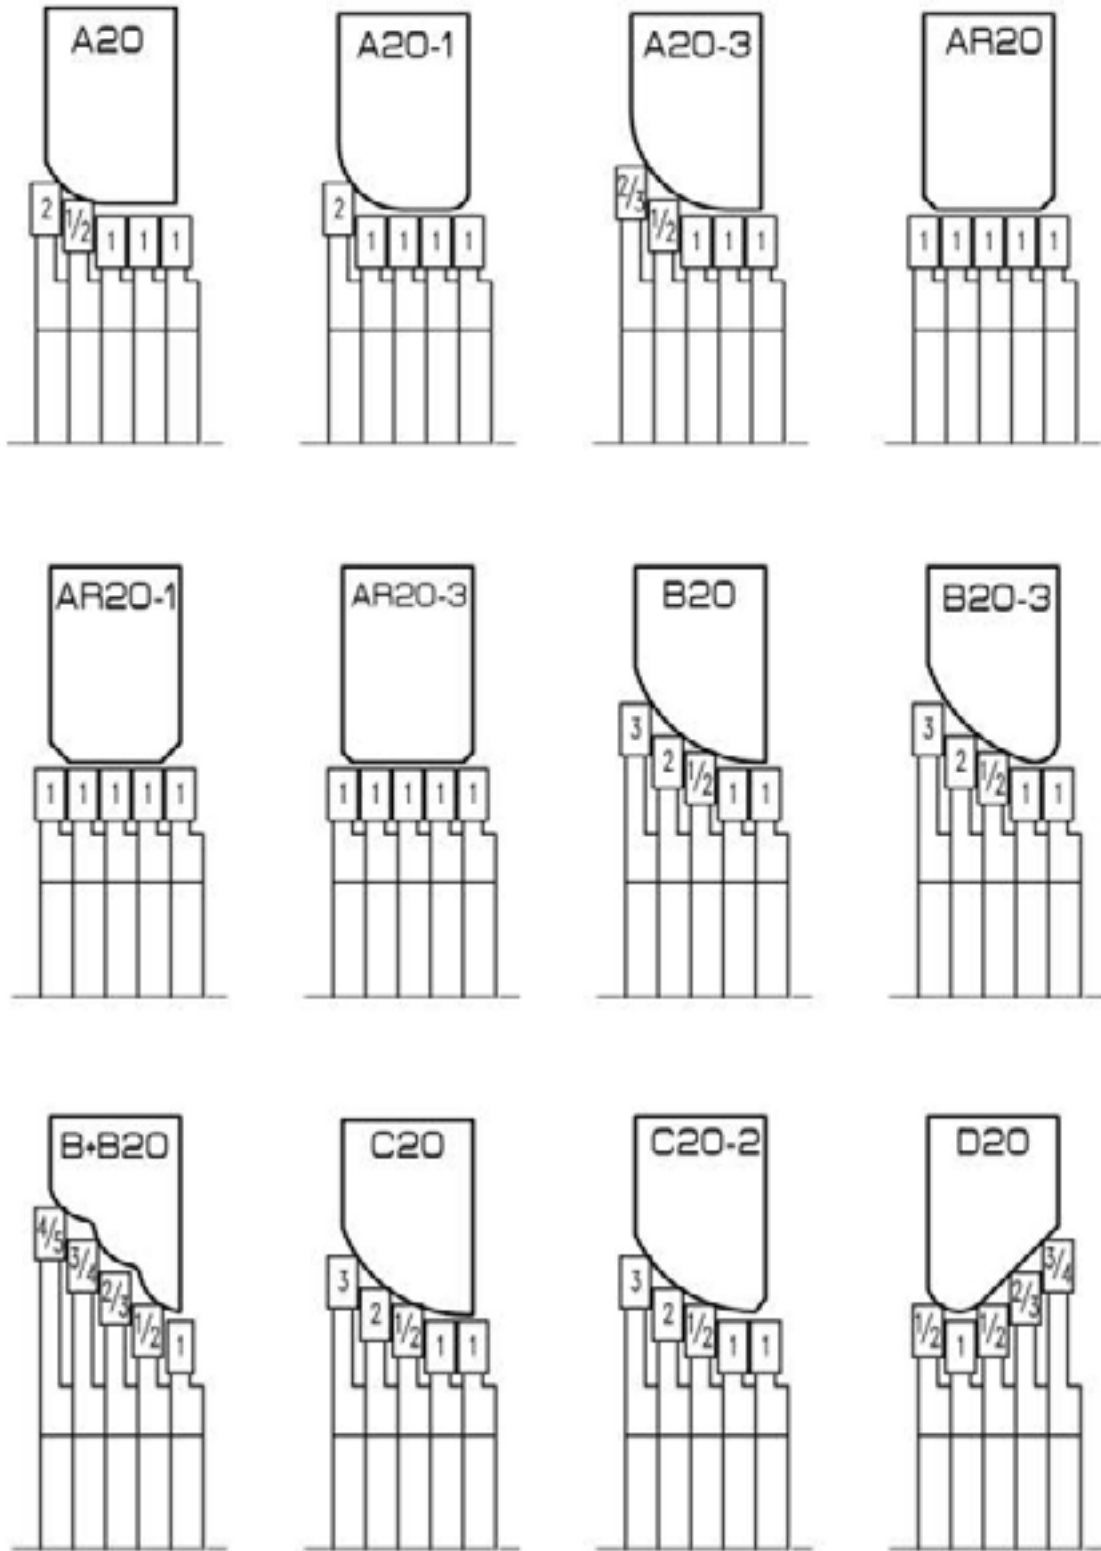 A20 A20-1 A20-3 AR20
2 1/2 1 1 1 2 1 1 1 1 2/3 1/2 1 1 1 1 1 1 1 1
AR20-1 AR20-3 B20 B20-3
1 1 1 1 1 1 1 1 1 1 3 2 1/2 1 1 3 2 1/2 1 1
B+B20 C20 C20-2 D20
4/5 3/4 2/3 1/2 1 3 2 1/2 1 1 3 2 1/2 1 1 1/2 1 1/2 2/3 3/4